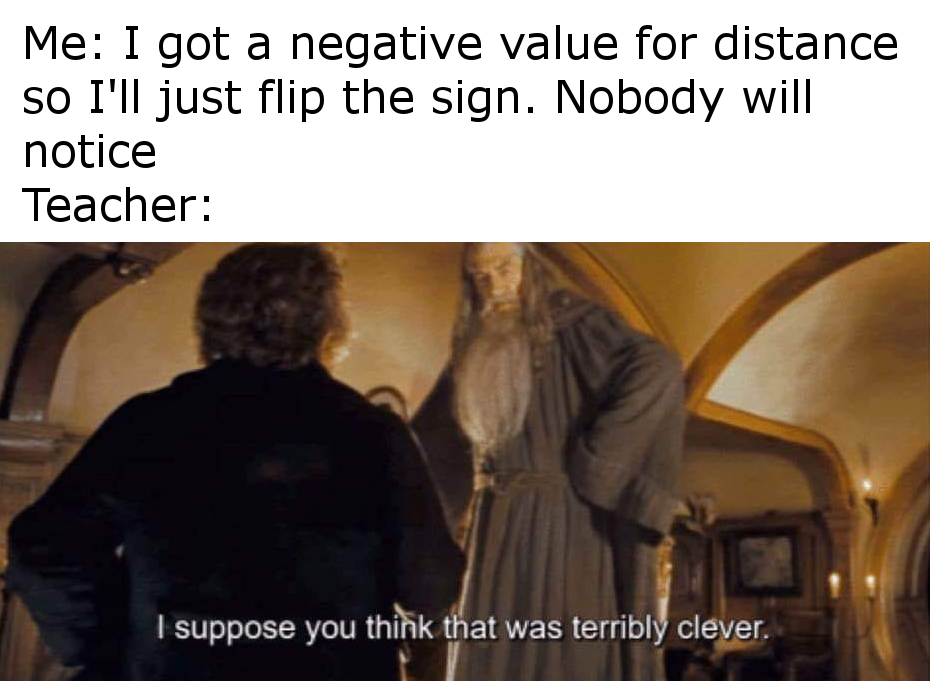 Me: I got a negative value for distance
so I'll just flip the sign. Nobody will
notice
Teacher:
I suppose you think that was terribly clever.